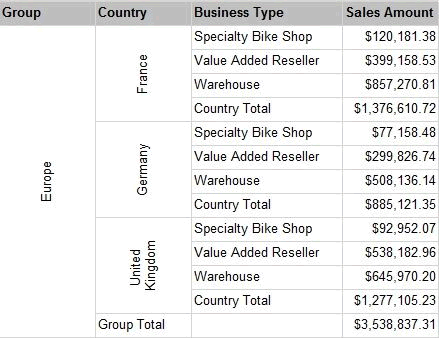 Group Country Business Type Sales Amount
Europe
France
Specialty Bike Shop $120,181.38
Value Added Reseller $399,158.53
Warehouse $857,270.81
Country Total $1,376,610.72
Germany
Specialty Bike Shop $77,158.48
Value Added Reseller $299,826.74
Warehouse $508,136.14
Country Total $885,121.35
United
Kingdom
Specialty Bike Shop $92,952.07
Value Added Reseller $538,182.96
Warehouse $645,970.20
Country Total $1,277,105.23
Group Total $3,538,837.31